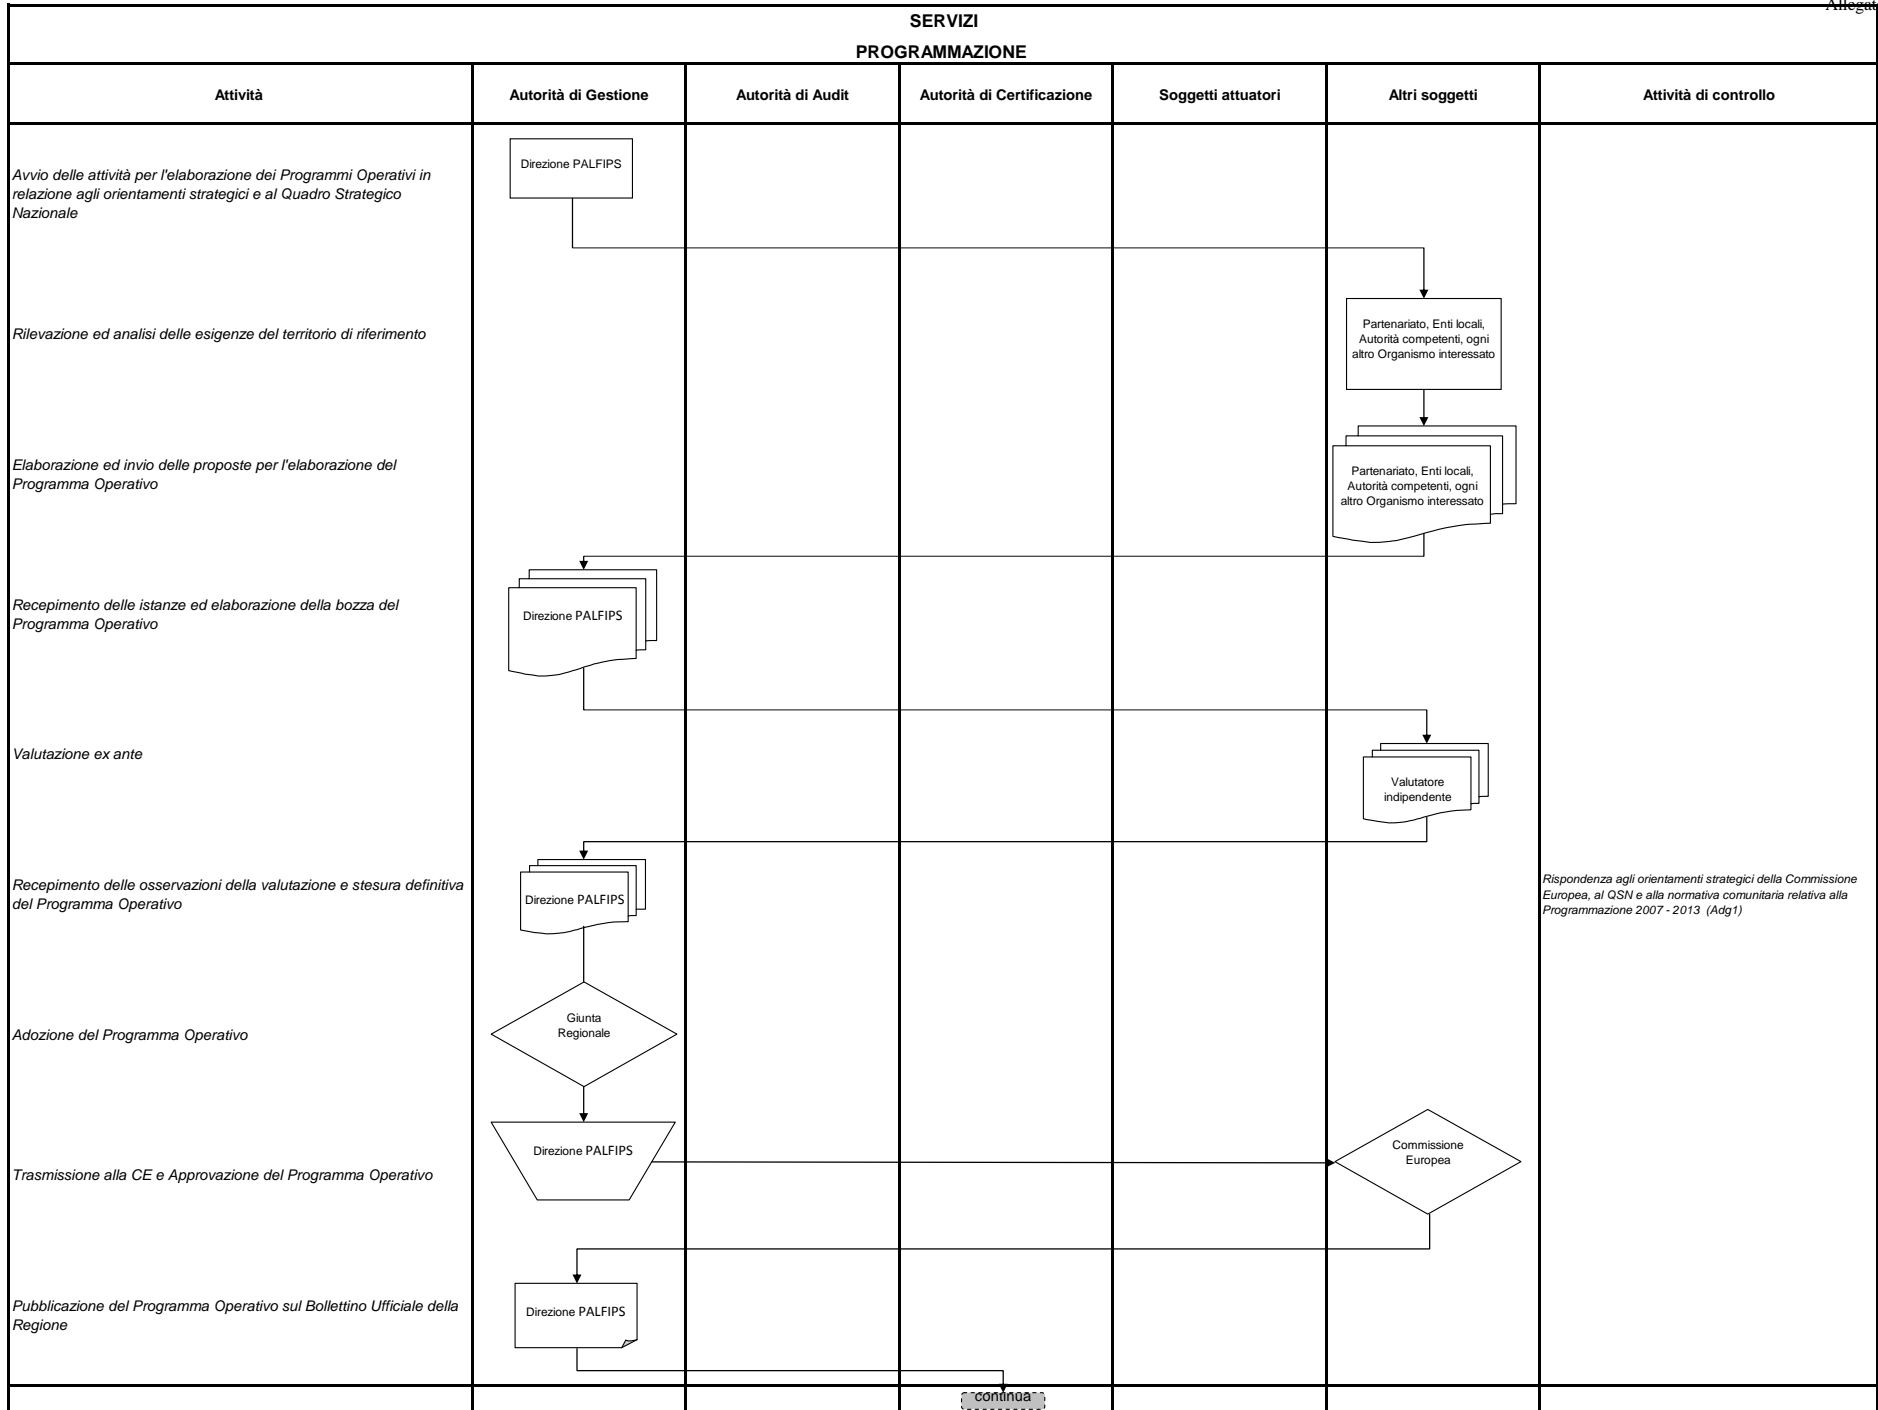 Allegat
SERVIZI
PROGRAMMAZIONE
Attività
Autorità di Gestione
Autorità di Audit
Autorità di Certificazione
Soggetti attuatori
Altri soggetti
Attività di controllo
Avvio delle attività per l'elaborazione dei Programmi Operativi in
relazione agli orientamenti strategici e al Quadro Strategico
Nazionale
Direzione PALFIPS
Rilevazione ed analisi delle esigenze del territorio di riferimento
Partenariato, Enti locali,
Autorità competenti, ogni
altro Organismo interessato
Elaborazione ed invio delle proposte per l'elaborazione del
Programma Operativo
Partenariato, Enti locali,
Autorità competenti, ogni
altro Organismo interessato
Recepimento delle istanze ed elaborazione della bozza del
Programma Operativo
Direzione PALFIPS
Valutazione ex ante
Valutatore
indipendente
Recepimento delle osservazioni della valutazione e stesura definitiva
del Programma Operativo
Direzione PALFIPS
Rispondenza agli orientamenti strategici della Commissione
Europea, al QSN e alla normativa comunitaria relativa alla
Programmazione 2007 - 2013 (Adg1)
Adozione del Programma Operativo
Giunta
Regionale
Trasmissione alla CE e Approvazione del Programma Operativo
Direzione PALFIPS
Commissione
Europea
Pubblicazione del Programma Operativo sul Bollettino Ufficiale della
Regione
Direzione PALFIPS
continua